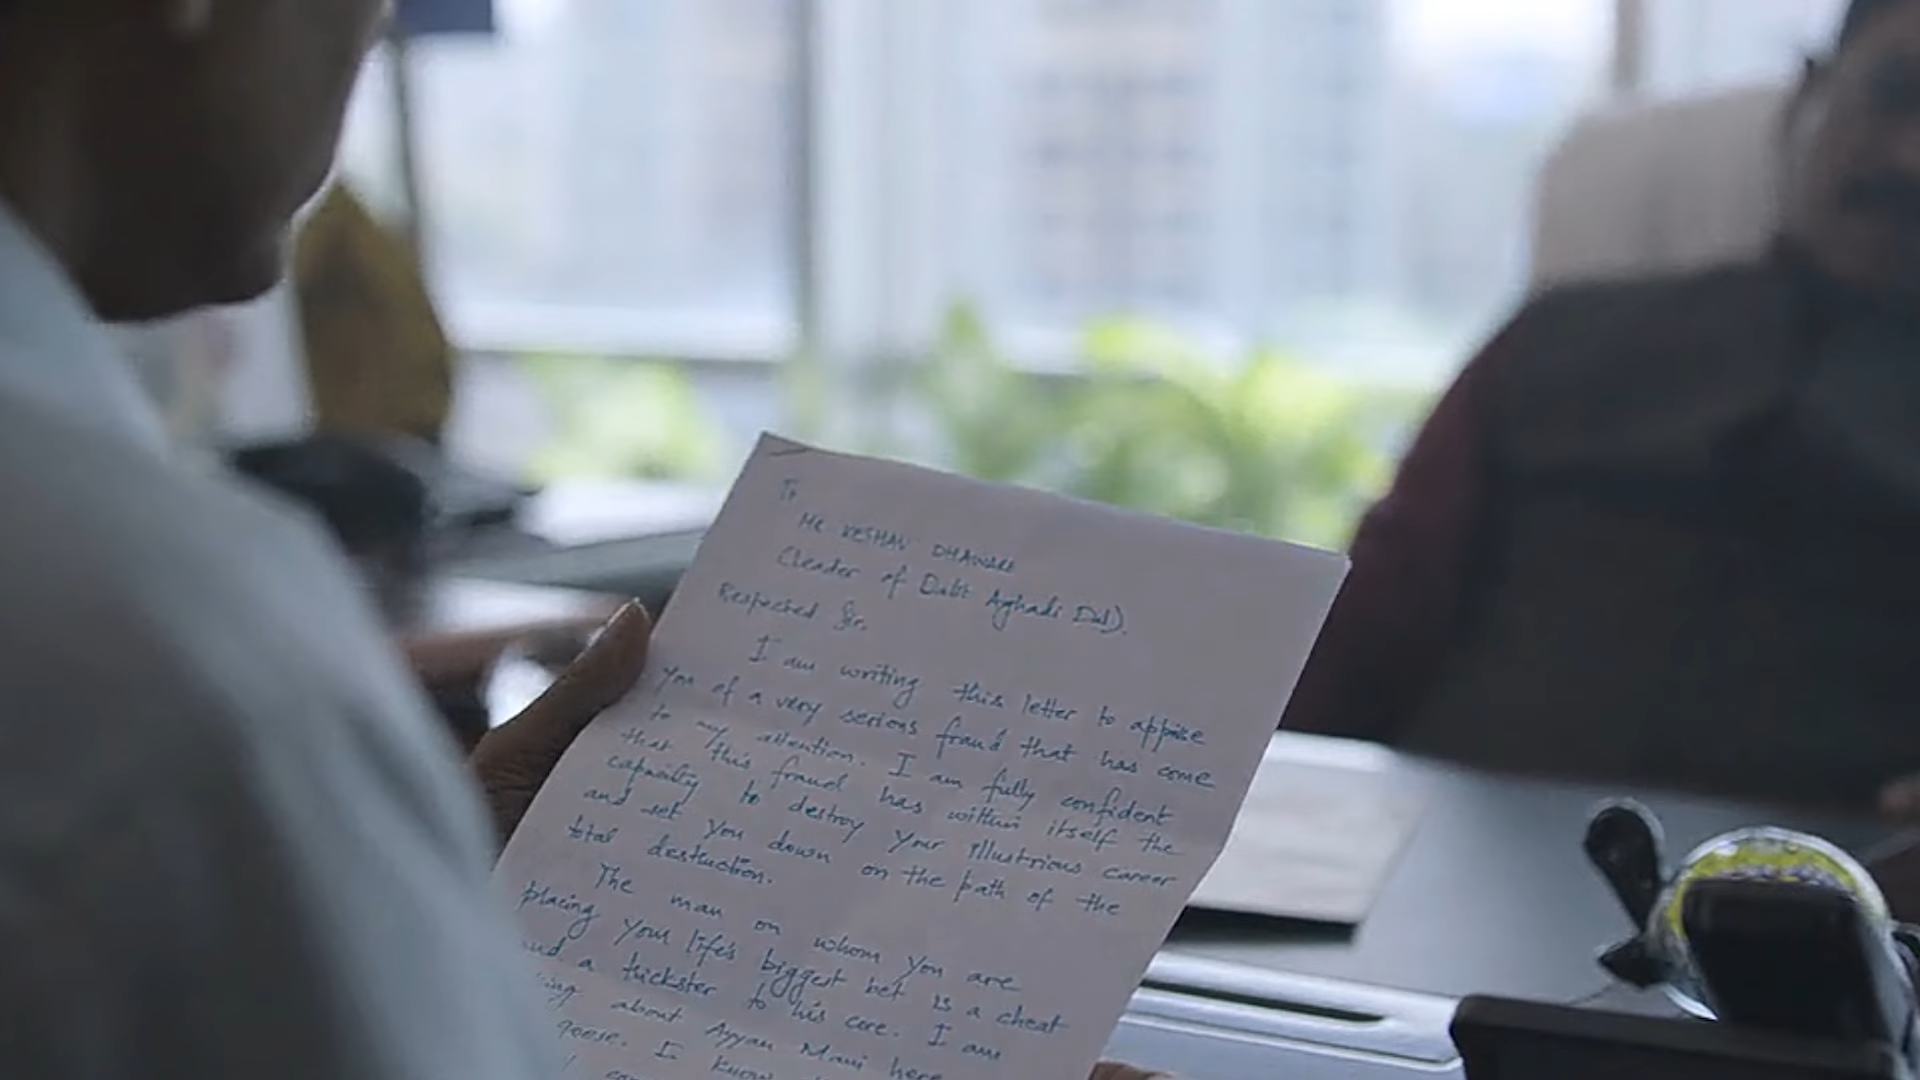 To
MR KESHAV DHAWARE
(Leader of Dalit Aghadi Dal).
Respected Sir,
I am writing this letter to apprise
you of a very serious fraud that has come
to my attention. I am fully confident
that this fraud has within itself the
capacity to destroy your illustrious career
and set you down on the path of the
total destruction.
The man on whom you are
placing your life's biggest bet is a cheat
and a trickster to his core. I am
about Ayyan Mani here
I know